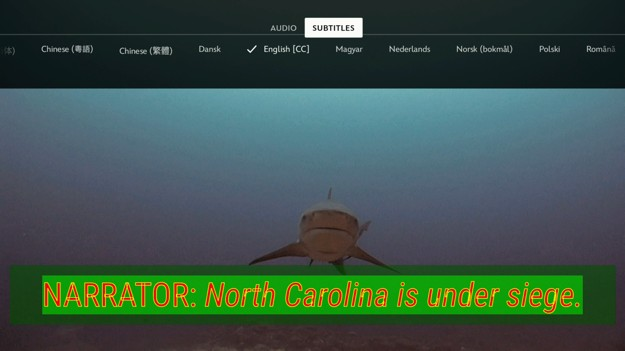 AUDIO SUBTITLES
体) Chinese (粵語) Chinese (繁體) Dansk English [CC] Magyar Nederlands Norsk (bokmål) Polski Română
NARRATOR: North Carolina is under siege.